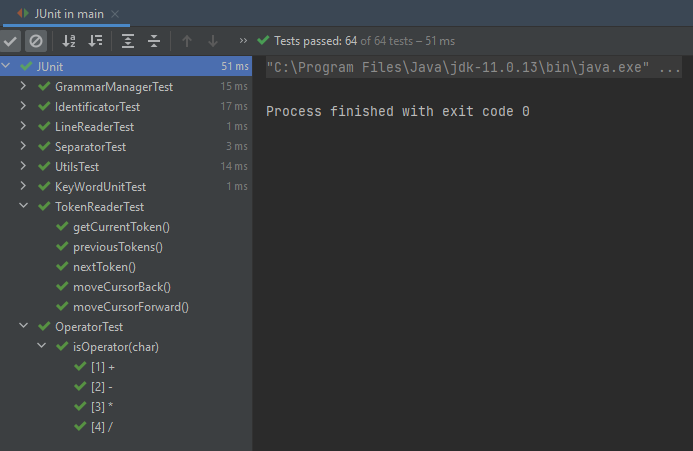 JUnit in main
Tests passed: 64 of 64 tests – 51 ms
JUnit 51 ms
GrammarManagerTest 15 ms
IdentificatorTest 17 ms
LineReaderTest 1 ms
SeparatorTest 3 ms
UtilsTest 14 ms
KeyWordUnitTest 1 ms
TokenReaderTest
getCurrentToken()
previousTokens()
nextToken()
moveCursorBack()
moveCursorForward()
OperatorTest
isOperator(char)
[1] +
[2] -
[3] *
[4] /
"C:\Program Files\Java\jdk-11.0.13\bin\java.exe" ...
Process finished with exit code 0